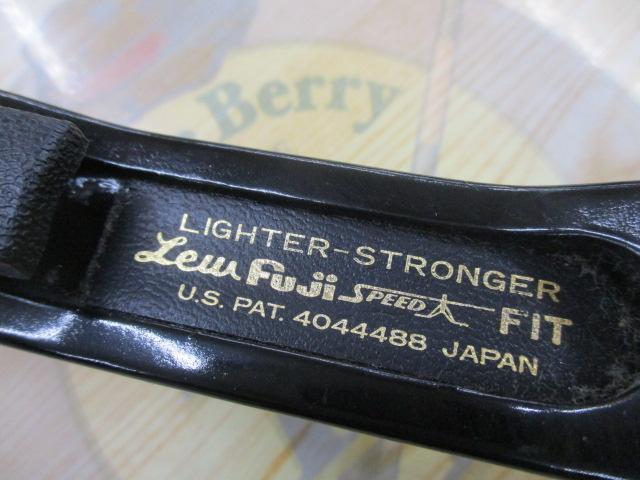 Berry
LIGHTER-STRONGER
Lew Fuji SPEED FIT
U.S. PAT. 4044488 JAPAN